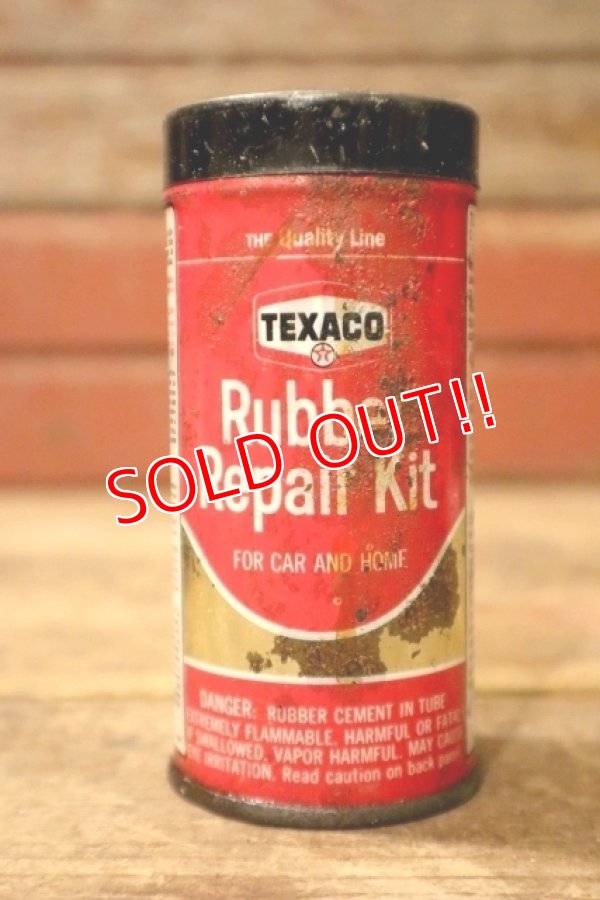 THE Quality Line
TEXACO
Rubber
SOLD OUT!!
Repair Kit
FOR CAR AND HOME
DANGER: RUBBER CEMENT IN TUBE
EXTREMELY FLAMMABLE. HARMFUL OR FATAL
IF SWALLOWED. VAPOR HARMFUL. MAY CAUSE
IRRITATION. Read caution on back panel